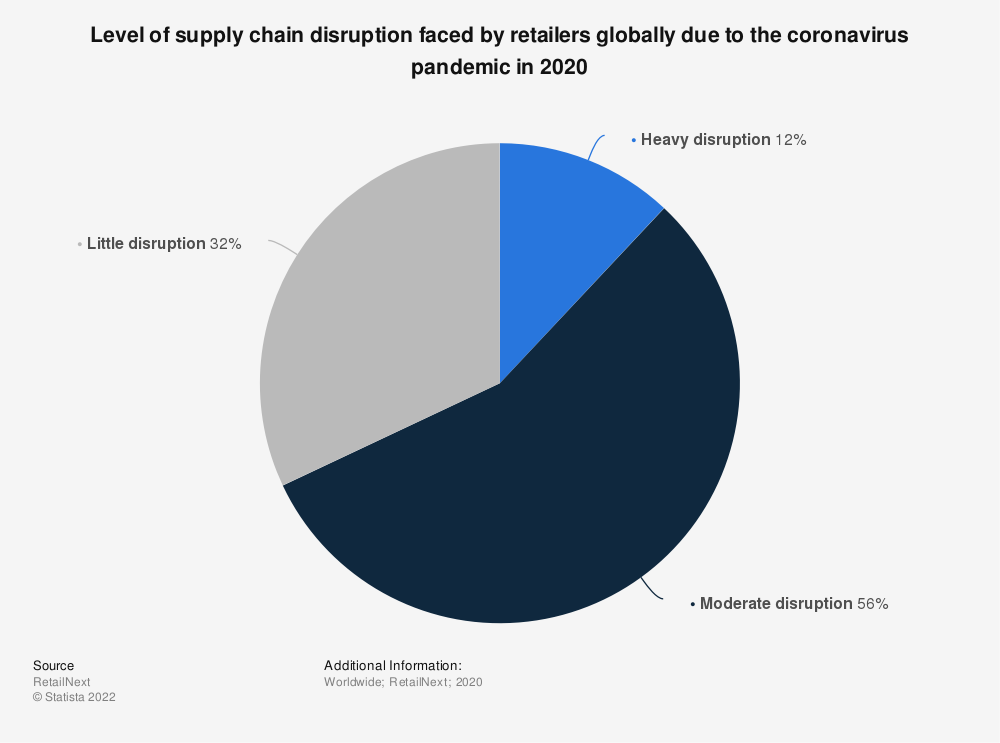 Level of supply chain disruption faced by retailers globally due to the coronavirus
pandemic in 2020
• Heavy disruption 12%
• Little disruption 32%
• Moderate disruption 56%
Source
RetailNext
© Statista 2022
Additional Information:
Worldwide; RetailNext; 2020